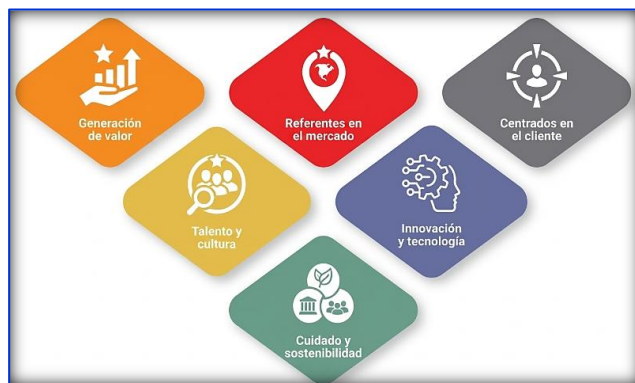 Generación
de valor
Referentes en
el mercado
Centrados en
el cliente
Talento y
cultura
Innovación
y tecnología
Cuidado y
sostenibilidad